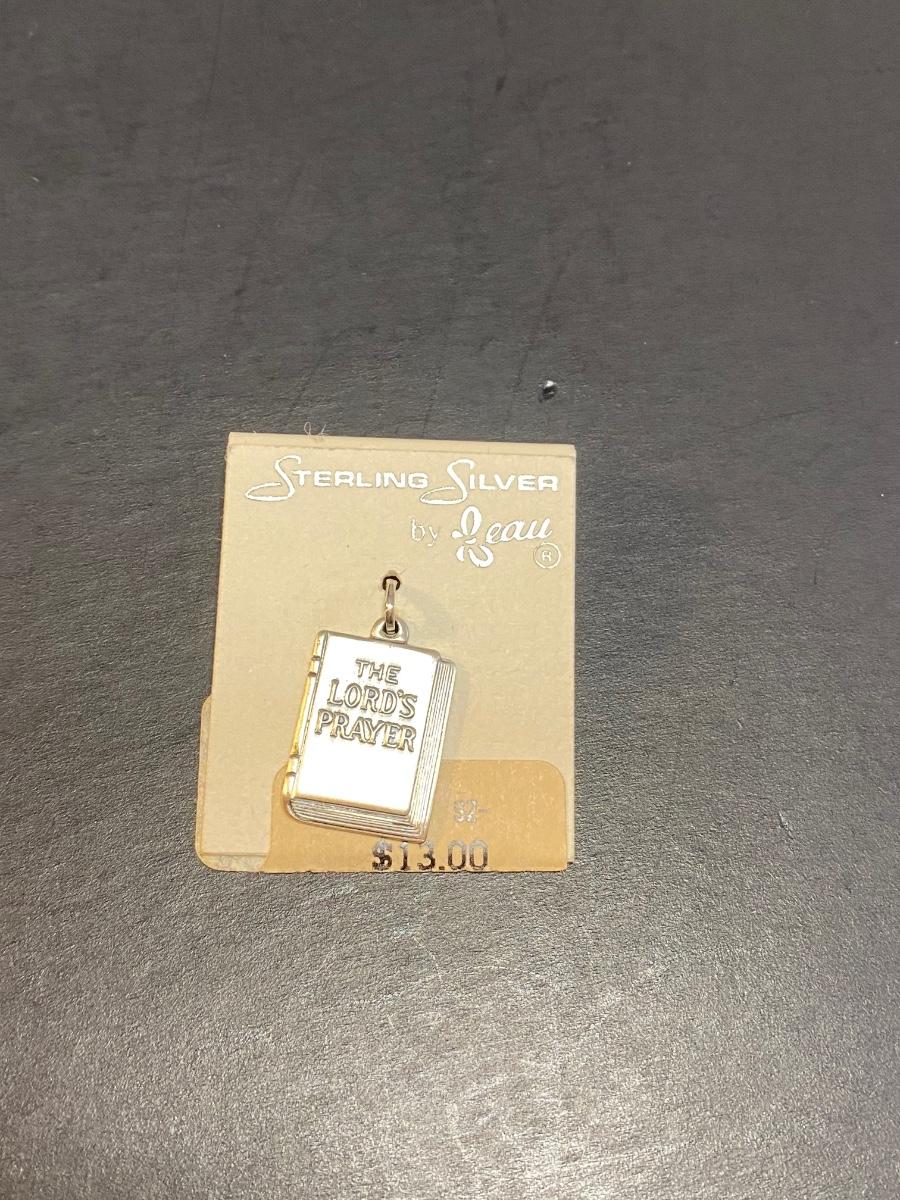 STERLING SILVER
by Beau
®
THE
LORD'S
PRAYER
$13.00